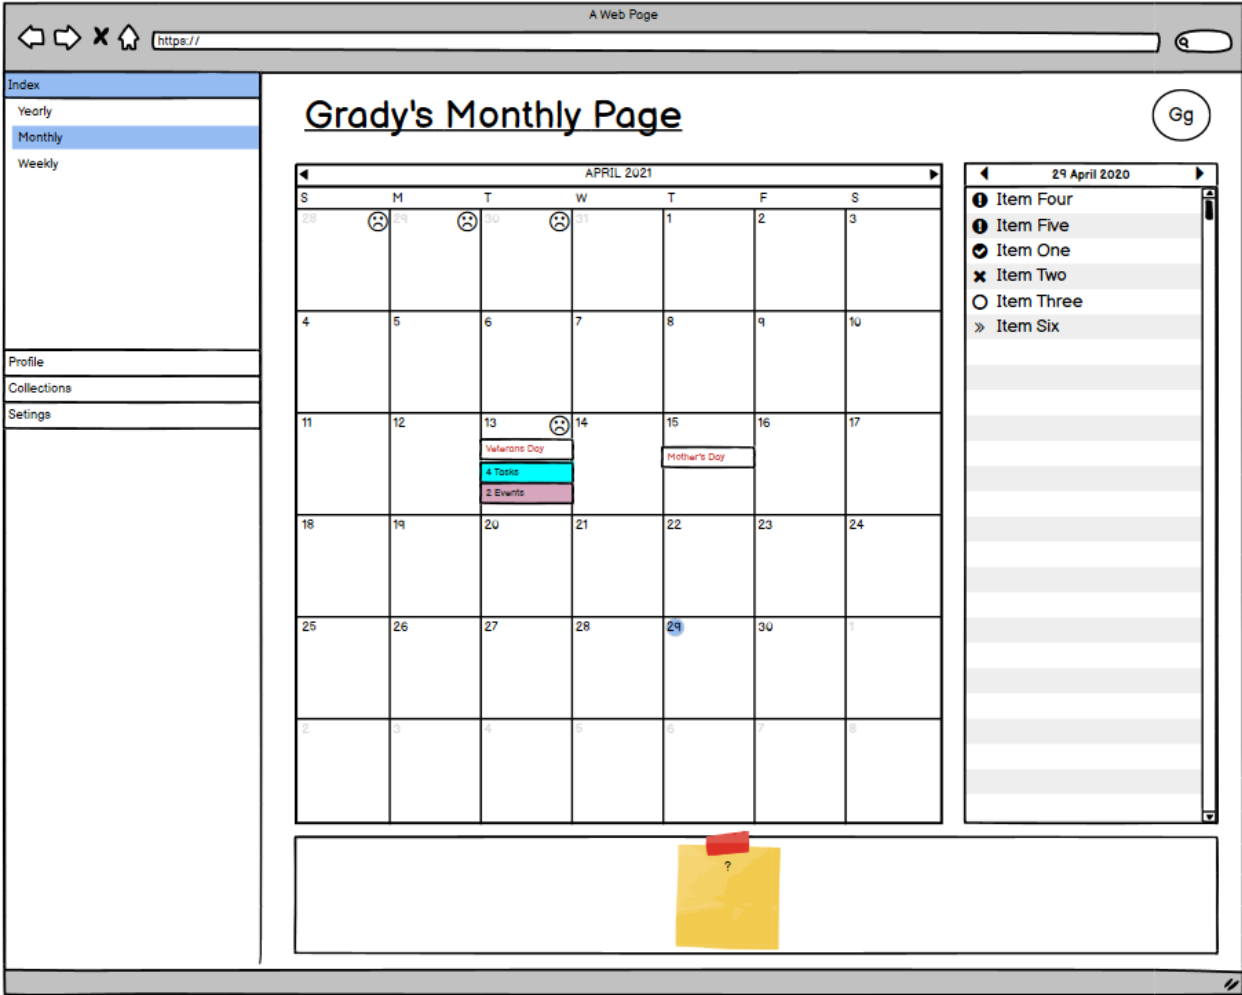 A Web Page
https://
Index
Yearly
Monthly
Weekly
Profile
Collections
Setings
Grady's Monthly Page
Gg
APRIL 2021
S M T W T F S
28 29 30 31 1 2 3
4 5 6 7 8 9 10
11 12 13 14 15 16 17
Veterans Day
Mother's Day
4 Tasks
2 Events
18 19 20 21 22 23 24
25 26 27 28 29 30 1
2 3 4 5 6 7 8
29 April 2020
Item Four
Item Five
Item One
Item Two
Item Three
Item Six
?